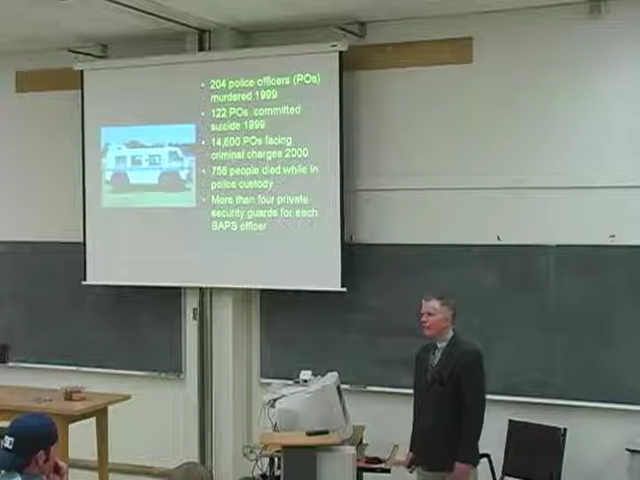 • 204 police officers (POs)
murdered 1999
• 122 POs committed
suicide 1999
• 14,600 POs facing
criminal charges 2000
• 756 people died while in
police custody
• More than four private
security guards for each
SAPS officer